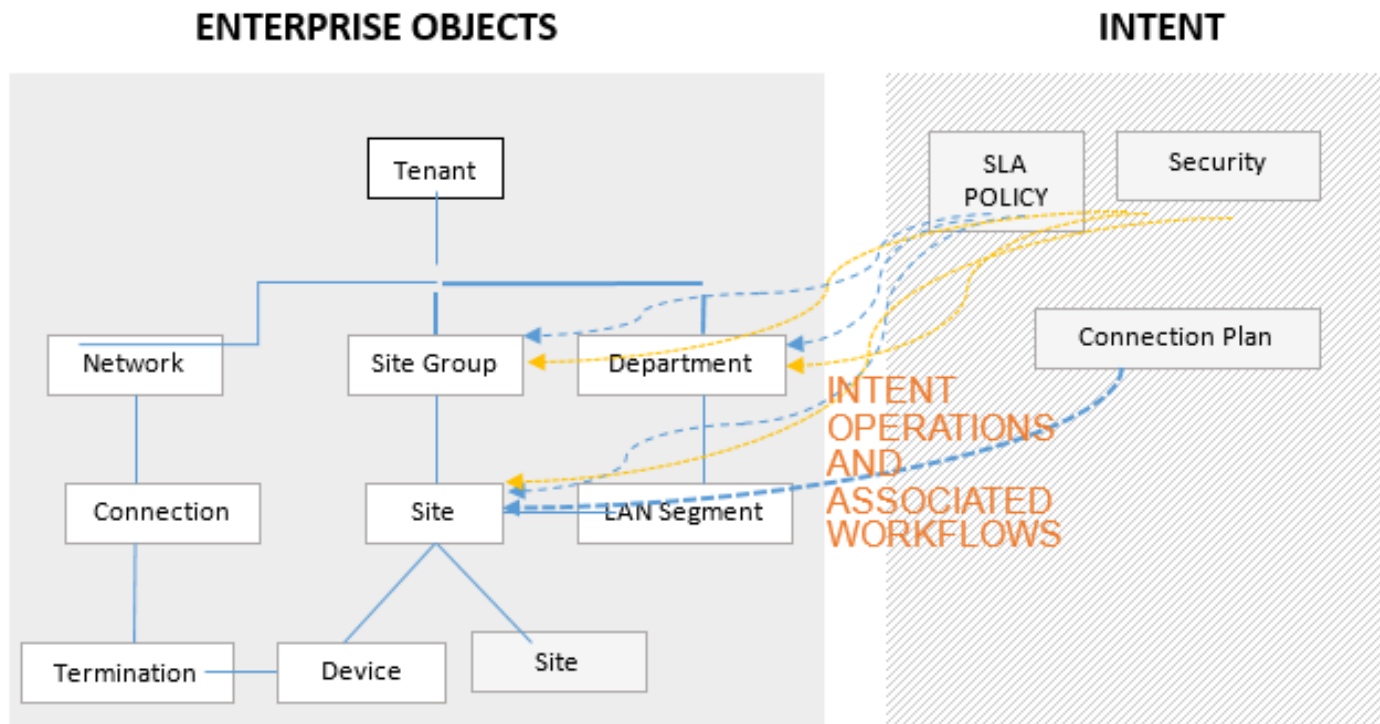 ENTERPRISE OBJECTS
INTENT
Tenant
SLA
POLICY
Security
Network
Site Group
Department
Connection Plan
INTENT
OPERATIONS
AND
ASSOCIATED
WORKFLOWS
Connection
Site
LAN Segment
Termination
Device
Site